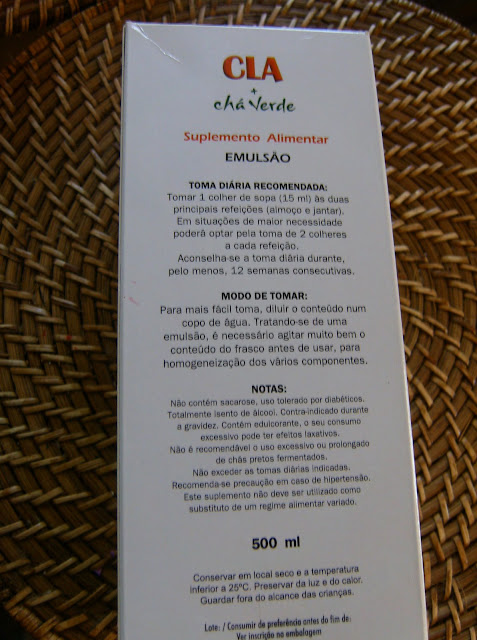 CLA
+
chá Verde
Suplemento Alimentar
EMULSÃO
TOMA DIÁRIA RECOMENDADA:
Tomar 1 colher de sopa (15 ml) às duas
principais refeições (almoço e jantar).
Em situações de maior necessidade
poderá optar pela toma de 2 colheres
a cada refeição.
Aconselha-se a toma diária durante,
pelo menos, 12 semanas consecutivas.
MODO DE TOMAR:
Para mais fácil toma, diluir o conteúdo num
copo de água. Tratando-se de uma
emulsão, é necessário agitar muito bem o
conteúdo do frasco antes de usar, para
homogeneização dos vários componentes.
NOTAS:
Não contém sacarose, uso tolerado por diabéticos.
Totalmente isento de álcool. Contra-indicado durante
a gravidez. Contém edulcorante, o seu consumo
excessivo pode ter efeitos laxativos.
Não é recomendável o uso excessivo ou prolongado
de chás pretos fermentados.
Não exceder as tomas diárias indicadas.
Recomenda-se precaução em caso de hipertensão.
Este suplemento não deve ser utilizado como
substituto de um regime alimentar variado.
500 ml
Conservar em local seco e a temperatura
inferior a 25ºC. Preservar da luz e do calor.
Guardar fora do alcance das crianças.
Lote: / Consumir de preferência antes do fim de:
Ver inscrição na embalagem